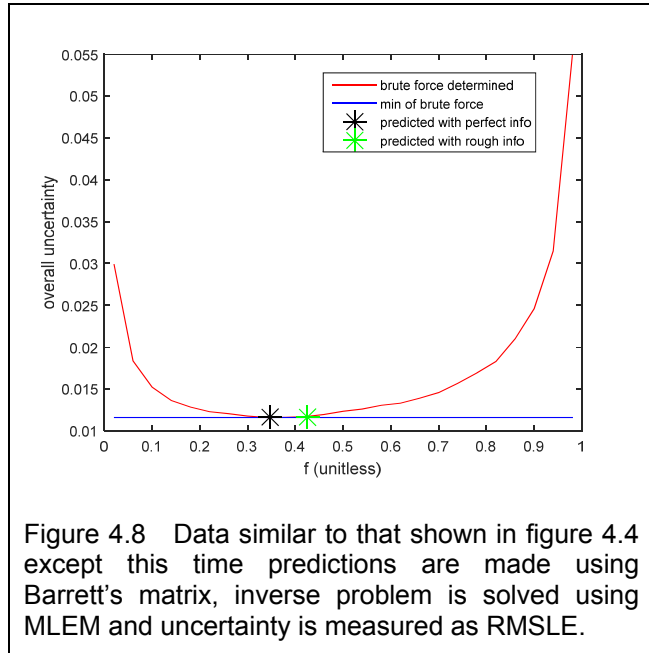 0.055
0.05
0.045
0.04
0.035
0.03
0.025
0.02
0.015
0.01
overall uncertainty
brute force determined
min of brute force
predicted with perfect info
predicted with rough info
0 0.1 0.2 0.3 0.4 0.5 0.6 0.7 0.8 0.9 1
f (unitless)
Figure 4.8 Data similar to that shown in figure 4.4
except this time predictions are made using
Barrett's matrix, inverse problem is solved using
MLEM and uncertainty is measured as RMSLE.